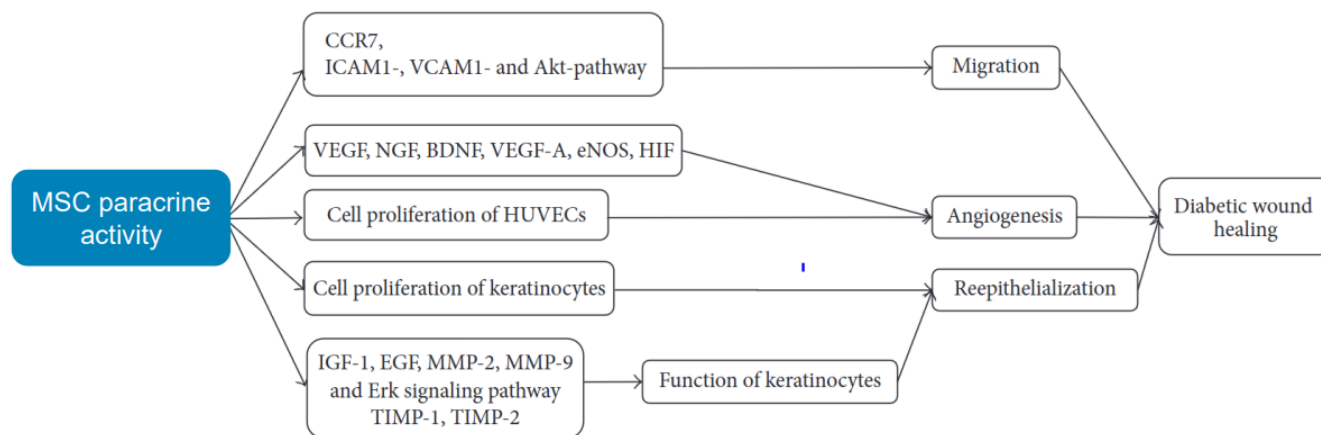 MSC paracrine
activity
CCR7,
ICAM1-, VCAM1- and Akt-pathway
VEGF, NGF, BDNF, VEGF-A, eNOS, HIF
Cell proliferation of HUVECs
Cell proliferation of keratinocytes
IGF-1, EGF, MMP-2, MMP-9
and Erk signaling pathway
TIMP-1, TIMP-2
Function of keratinocytes
Migration
Angiogenesis
Reepithelialization
Diabetic wound
healing